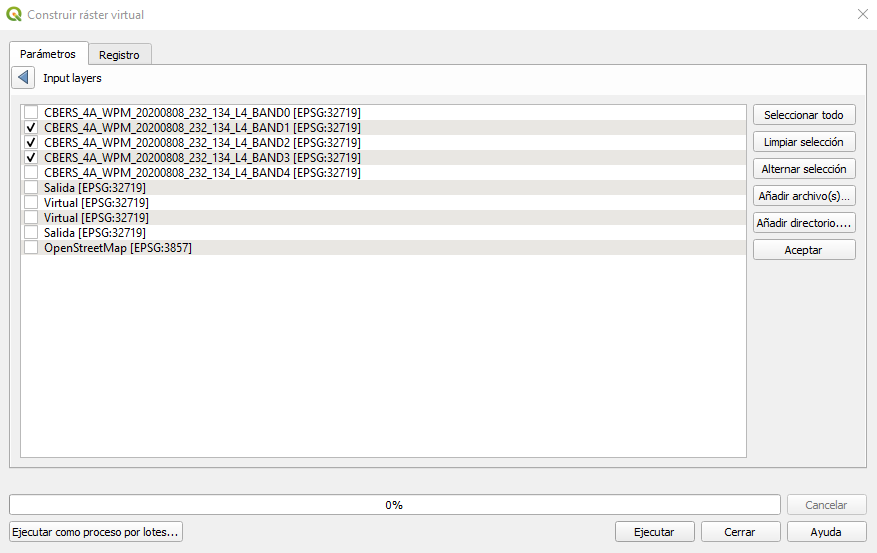 Construir ráster virtual
Parámetros
Registro
Input layers
CBERS_4A_WPM_20200808_232_134_L4_BAND0 [EPSG:32719]
CBERS_4A_WPM_20200808_232_134_L4_BAND1 [EPSG:32719]
CBERS_4A_WPM_20200808_232_134_L4_BAND2 [EPSG:32719]
CBERS_4A_WPM_20200808_232_134_L4_BAND3 [EPSG:32719]
CBERS_4A_WPM_20200808_232_134_L4_BAND4 [EPSG:32719]
Salida [EPSG:32719]
Virtual [EPSG:32719]
Virtual [EPSG:32719]
Salida [EPSG:32719]
OpenStreetMap [EPSG:3857]
Seleccionar todo
Limpiar selección
Alternar selección
Añadir archivo(s)...
Añadir directorio....
Aceptar
0%
Cancelar
Ejecutar como proceso por lotes...
Ejecutar
Cerrar
Ayuda